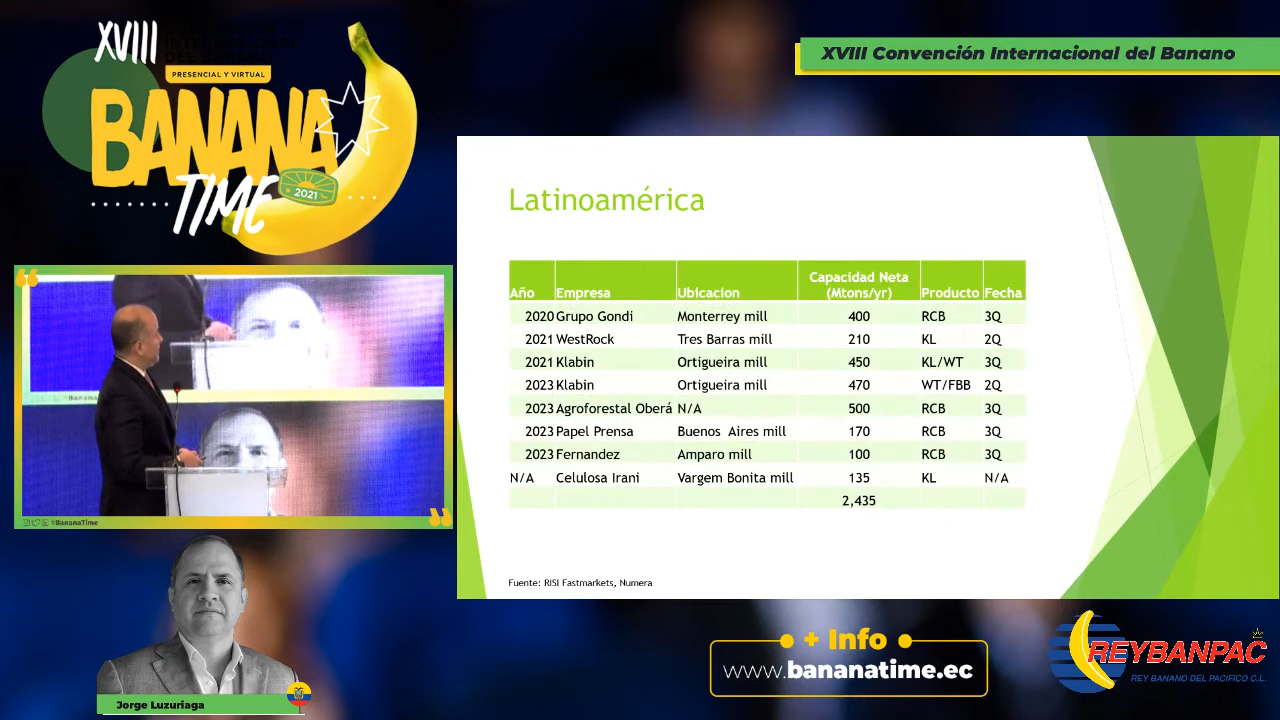 XVIII
PRESENCIAL Y VIRTUAL
BANANA
TIME
2021
XVIII Convención Internacional del Banano
Latinoamérica
Año Empresa Ubicacion Capacidad Neta (Mtons/yr) Producto Fecha
2020 Grupo Gondi Monterrey mill 400 RCB 3Q
2021 WestRock Tres Barras mill 210 KL 2Q
2021 Klabin Ortigueira mill 450 KL/WT 3Q
2023 Klabin Ortigueira mill 470 WT/FBB 2Q
2023 Agroforestal Oberá N/A 500 RCB 3Q
2023 Papel Prensa Buenos Aires mill 170 RCB 3Q
2023 Fernandez Amparo mill 100 RCB 3Q
N/A Celulosa Irani Vargem Bonita mill 135 KL N/A
2,435
Fuente: RISI Fastmarkets, Numera
@BananaTime
Jorge Luzuriaga
+ Info
www.bananatime.ec
REYBANPAC
REY BANANO DEL PACIFICO C.L.